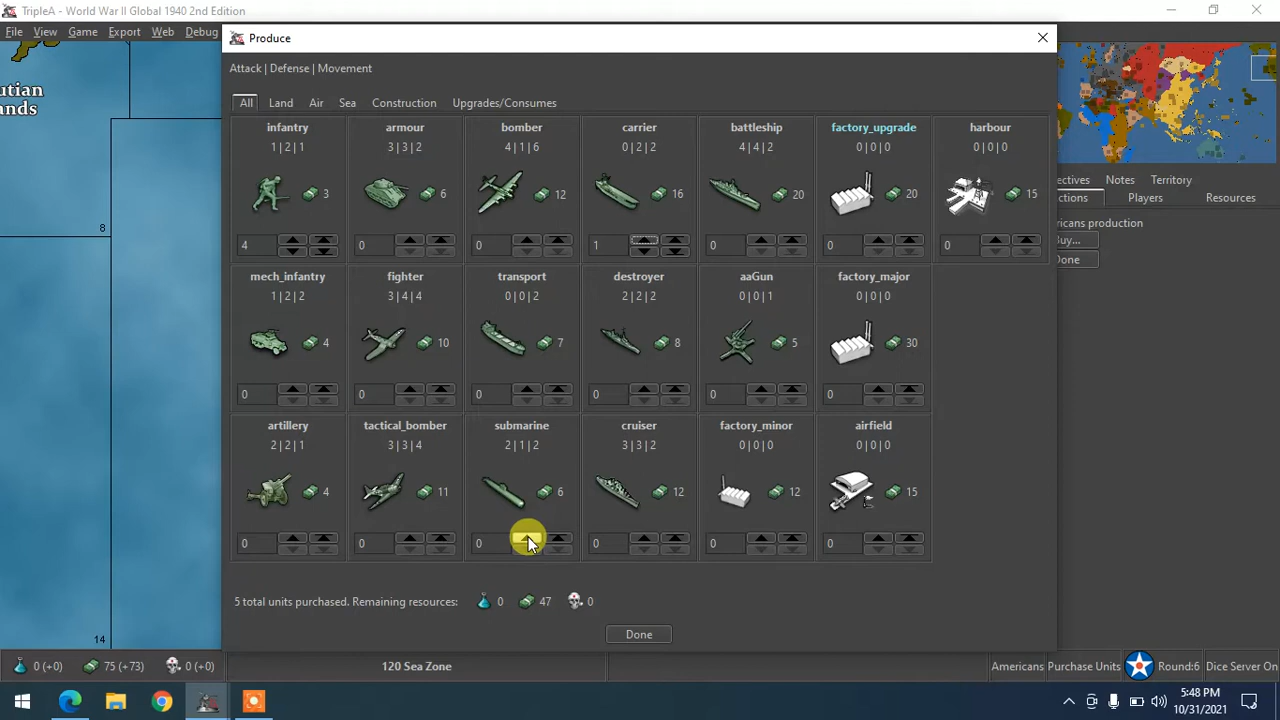 TripleA - World War II Global 1940 2nd Edition
File View Game Export Web Debug
Produce
Attack | Defense | Movement
All Land Air Sea Construction Upgrades/Consumes
infantry armour bomber carrier battleship factory_upgrade harbour
1|2|1 3|3|2 4|1|6 0|2|2 4|4|2 0|0|0 0|0|0
3 6 12 16 20 20 15
4 0 0 1 0 0 0
mech_infantry fighter transport destroyer aaGun factory_major
1|2|2 3|4|4 0|0|2 2|2|2 0|0|1 0|0|0
4 10 7 8 5 30
0 0 0 0 0 0
artillery tactical_bomber submarine cruiser factory_minor airfield
2|2|1 3|3|4 2|1|2 3|3|2 0|0|0 0|0|0
4 11 6 12 12 15
0 0 0 0 0 0
5 total units purchased. Remaining resources: 0 47 0
Done
utian
ands
8
14
ectives Notes Territory
ctions Players Resources
ericans production
Buy...
Done
0 (+0) 75 (+73) 0 (+0) 120 Sea Zone Americans Purchase Units Round:6 Dice Server On
5:48 PM
10/31/2021